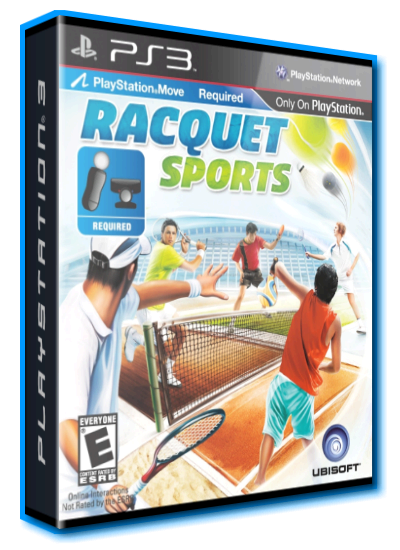 PS3
PlayStation®Network
PlayStation®Move Required
Only On PlayStation®
RACQUET
SPORTS
REQUIRED
EVERYONE
E
CONTENT RATED BY
ESRB
Online Interactions
Not Rated by the ESRB
UBISOFT
PLAYSTATION®3